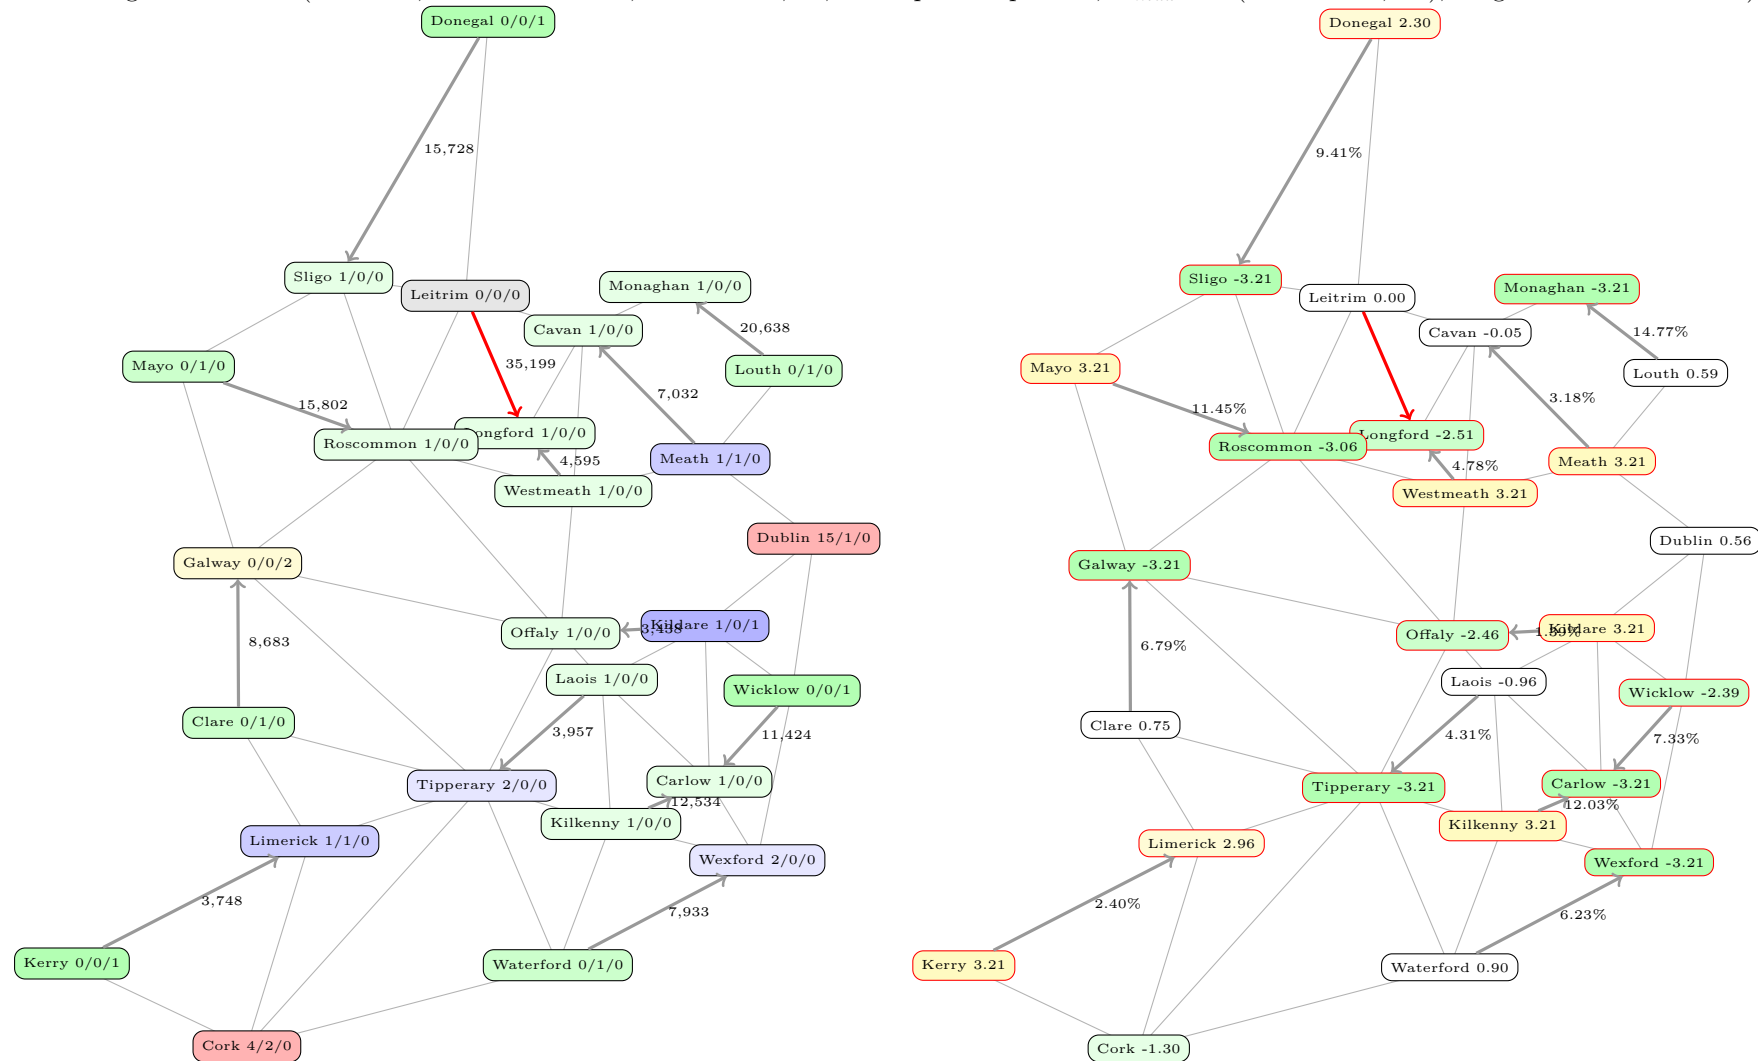 Donegal 0/0/1
15,728
Sligo 1/0/0
Leitrim 0/0/0
Monaghan 1/0/0
Cavan 1/0/0
20,638
Mayo 0/1/0
35,199
Louth 0/1/0
7,032
15,802
Longford 1/0/0
Roscommon 1/0/0
4,595
Meath 1/1/0
Westmeath 1/0/0
Dublin 15/1/0
Galway 0/0/2
Offaly 1/0/0
3,438
Kildare 1/0/1
8,683
Laois 1/0/0
Wicklow 0/0/1
Clare 0/1/0
3,957
11,424
Tipperary 2/0/0
Carlow 1/0/0
12,534
Kilkenny 1/0/0
Limerick 1/1/0
Wexford 2/0/0
3,748
7,933
Kerry 0/0/1
Waterford 0/1/0
Cork 4/2/0
Donegal 2.30
9.41%
Sligo -3.21
Leitrim 0.00
Monaghan -3.21
Cavan -0.05
14.77%
Mayo 3.21
Louth 0.59
3.18%
11.45%
Longford -2.51
Roscommon -3.06
4.78%
Meath 3.21
Westmeath 3.21
Dublin 0.56
Galway -3.21
Offaly -2.46
1.39%
Kildare 3.21
6.79%
Laois -0.96
Wicklow -2.39
Clare 0.75
4.31%
7.33%
Tipperary -3.21
Carlow -3.21
12.03%
Kilkenny 3.21
Limerick 2.96
Wexford -3.21
2.40%
6.23%
Kerry 3.21
Waterford 0.90
Cork -1.30